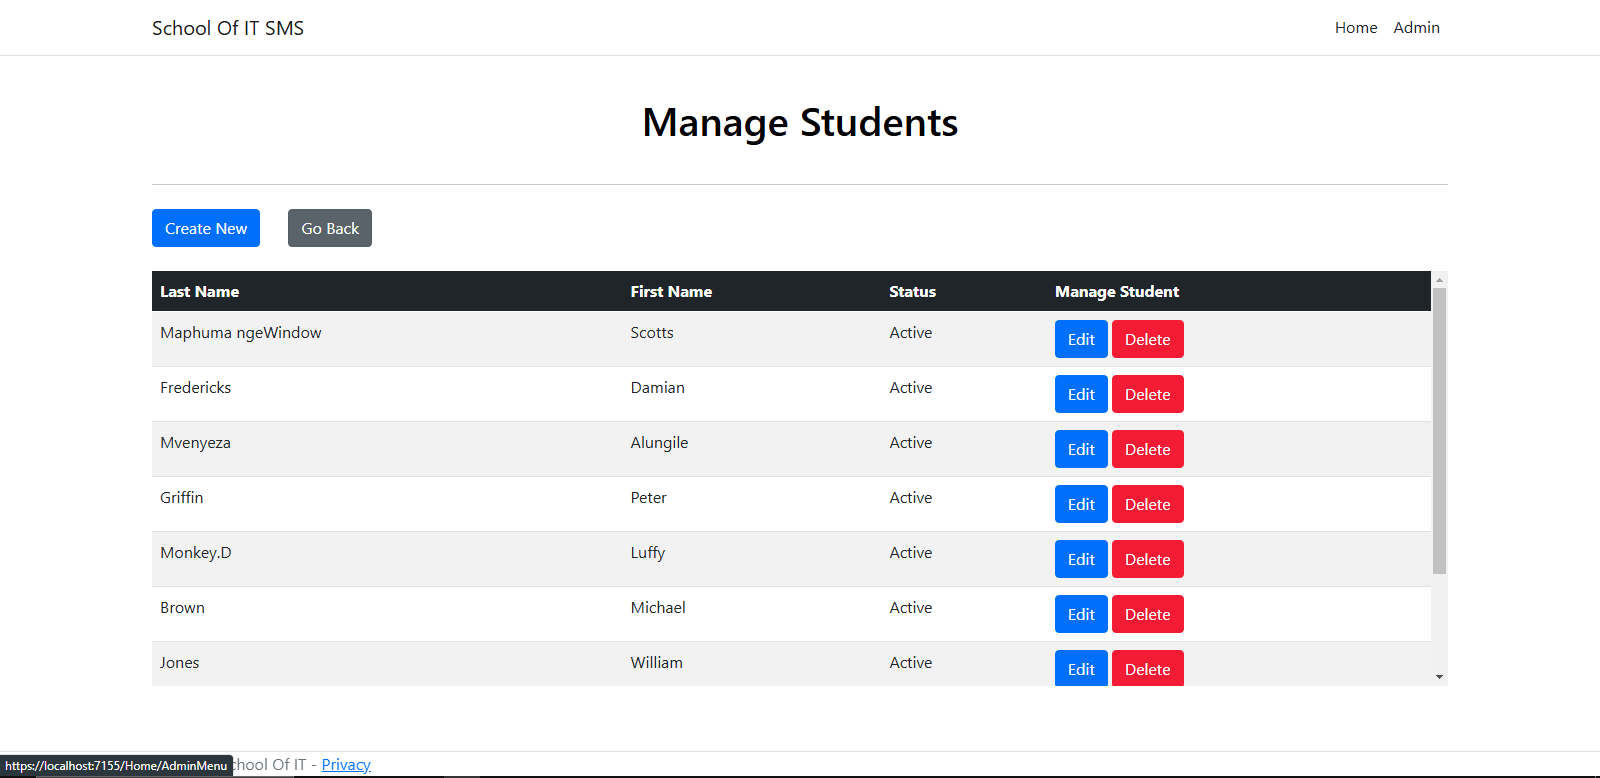 School Of IT SMS Home Admin
Manage Students
Create New Go Back
Last Name First Name Status Manage Student
Maphuma ngeWindow Scotts Active Edit Delete
Fredericks Damian Active Edit Delete
Mvenyeza Alungile Active Edit Delete
Griffin Peter Active Edit Delete
Monkey.D Luffy Active Edit Delete
Brown Michael Active Edit Delete
Jones William Active Edit Delete
https://localhost:7155/Home/AdminMenu chool Of IT - Privacy